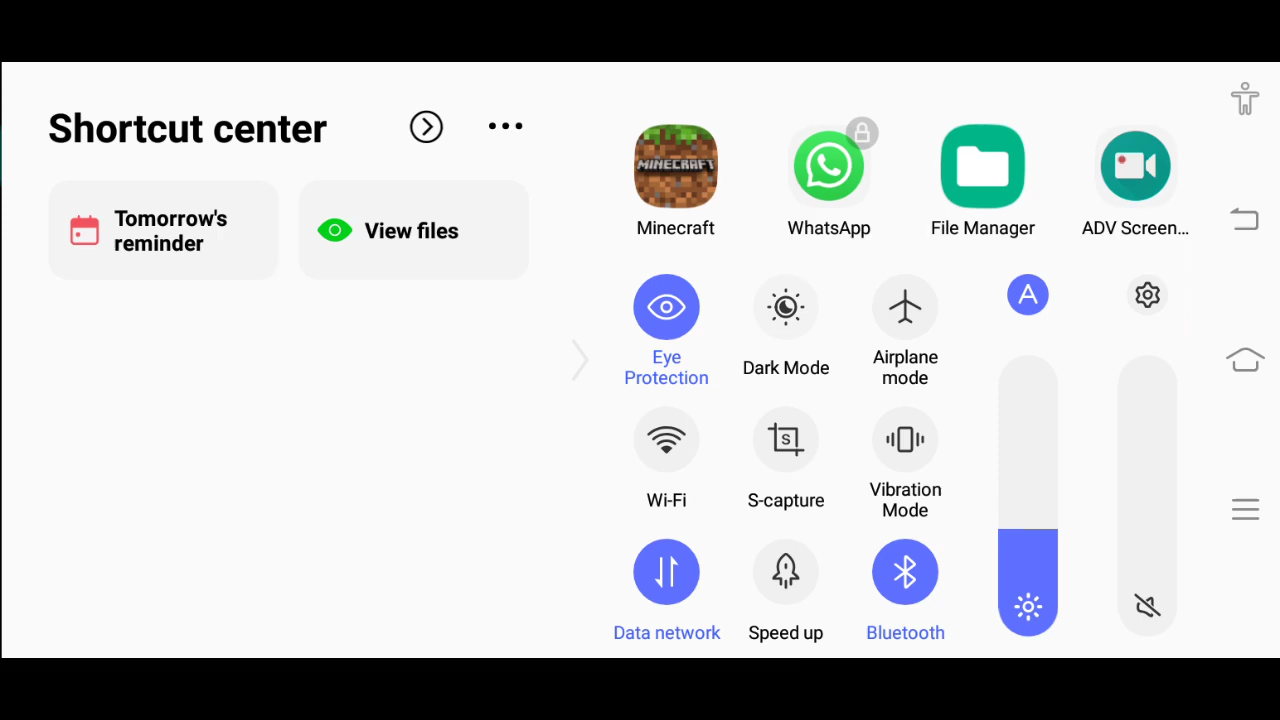 Shortcut center
Tomorrow's
reminder
View files
MINECRAFT
Minecraft
WhatsApp
File Manager
ADV Screen...
Eye
Protection
Dark Mode
Airplane
mode
A
Wi-Fi
S
S-capture
Vibration
Mode
Data network
Speed up
Bluetooth